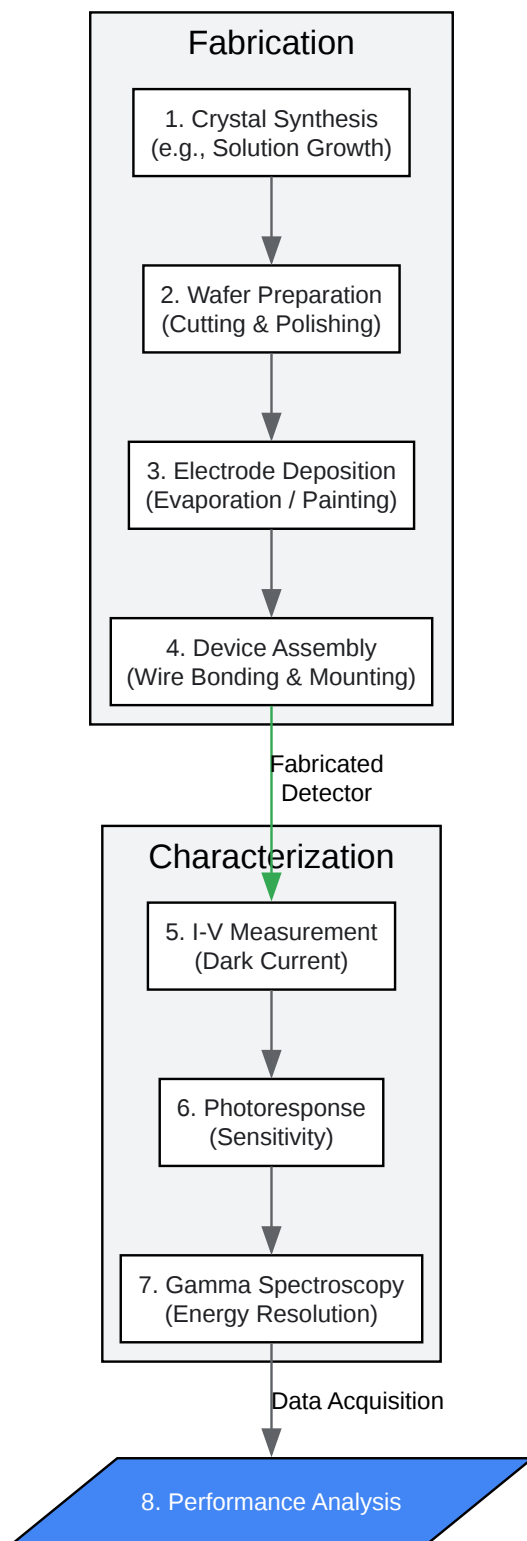 Fabrication
1. Crystal Synthesis
(e.g., Solution Growth)
2. Wafer Preparation
(Cutting & Polishing)
3. Electrode Deposition
(Evaporation / Painting)
4. Device Assembly
(Wire Bonding & Mounting)
Fabricated
Detector
Characterization
5. I-V Measurement
(Dark Current)
6. Photoresponse
(Sensitivity)
7. Gamma Spectroscopy
(Energy Resolution)
Data Acquisition
8. Performance Analysis